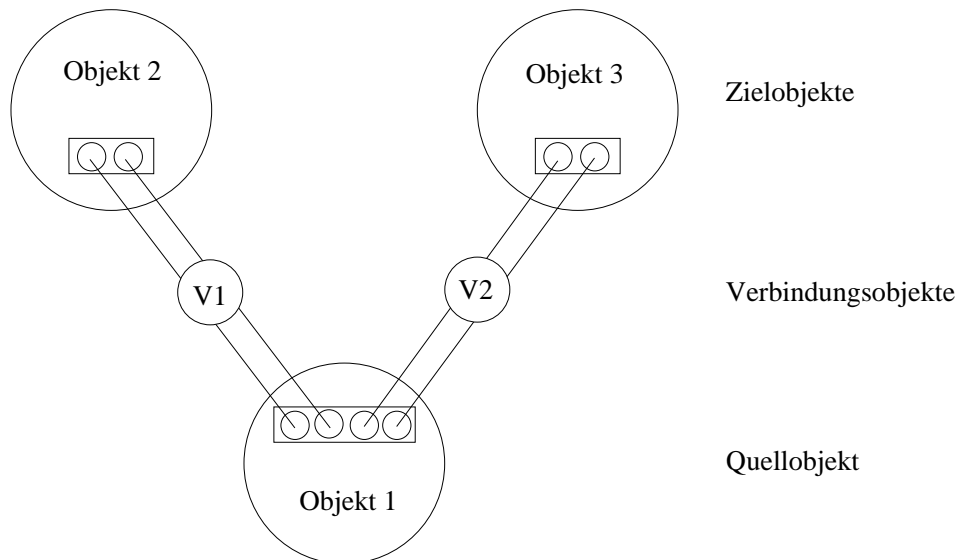 Objekt 2
Objekt 3
Zielobjekte
V1
V2
Verbindungsobjekte
Quellobjekt
Objekt 1